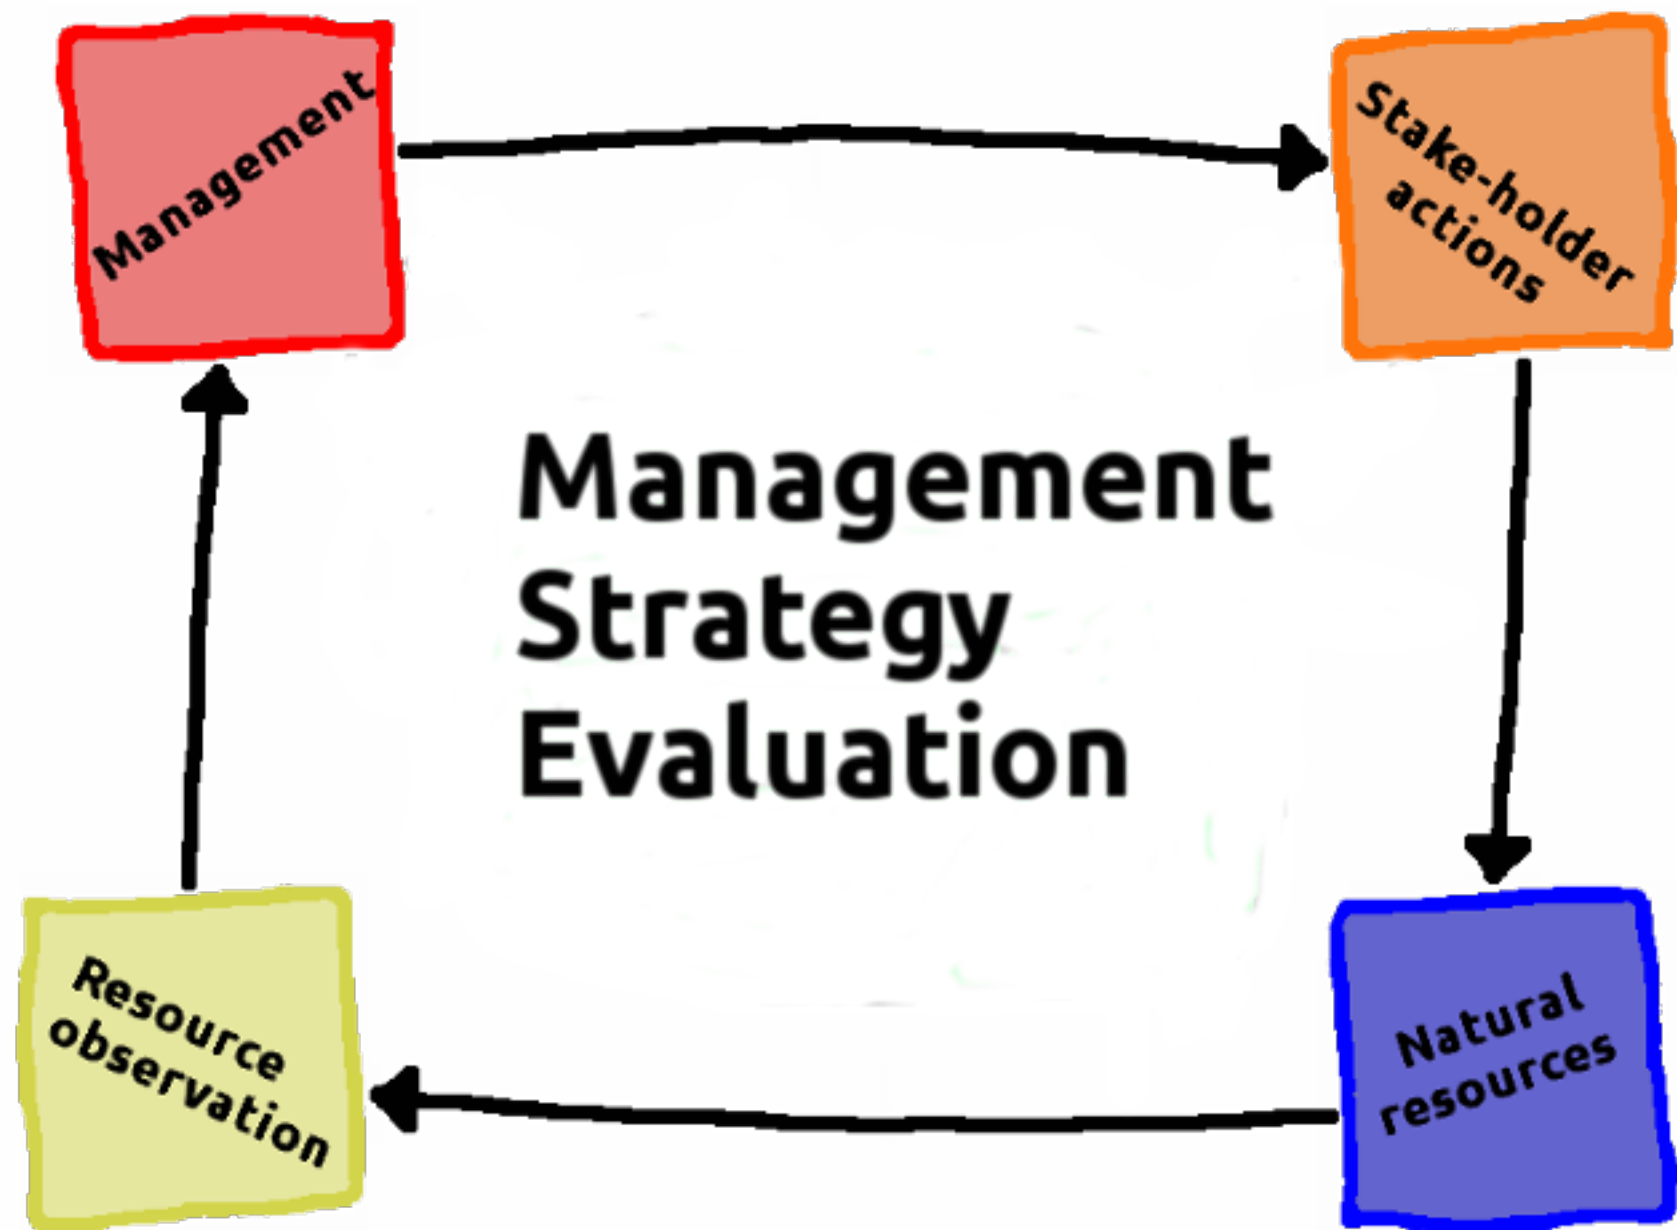 Management
Stake-holder
actions
Management
Strategy
Evaluation
Resource
observation
Natural
resources